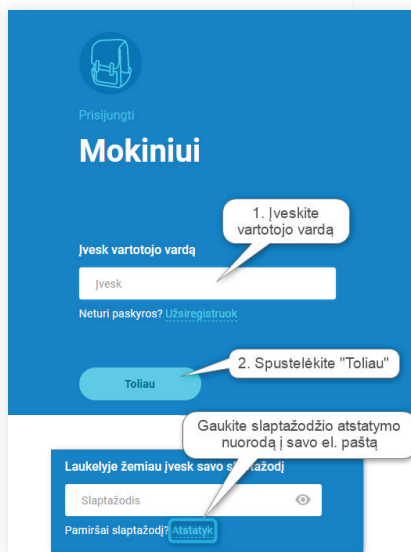 Prisijungti
Mokiniui
1. Įveskite
vartotojo vardą
Įvesk vartotojo vardą
Įvesk
Neturi paskyros? Užsiregistruok
2. Spustelėkite "Toliau"
Toliau
Gaukite slaptažodžio atstatymo
nuorodą į savo el. paštą
Laukelyje žemiau įvesk savo slaptažodį
Slaptažodis
Pamiršai slaptažodį? Atstatyk